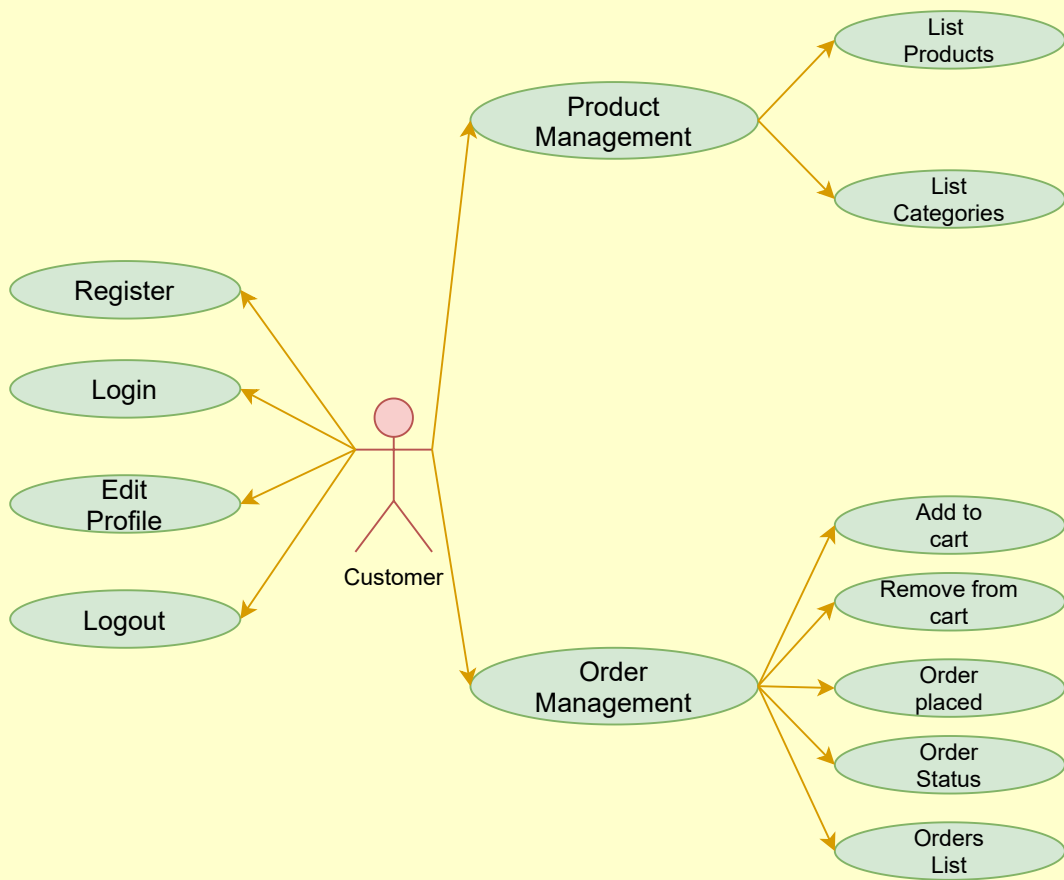 List
Products
Product
Management
List
Categories
Register
Login
Edit
Profile
Logout
Customer
Add to
cart
Remove from
cart
Order
Management
Order
placed
Order
Status
Orders
List